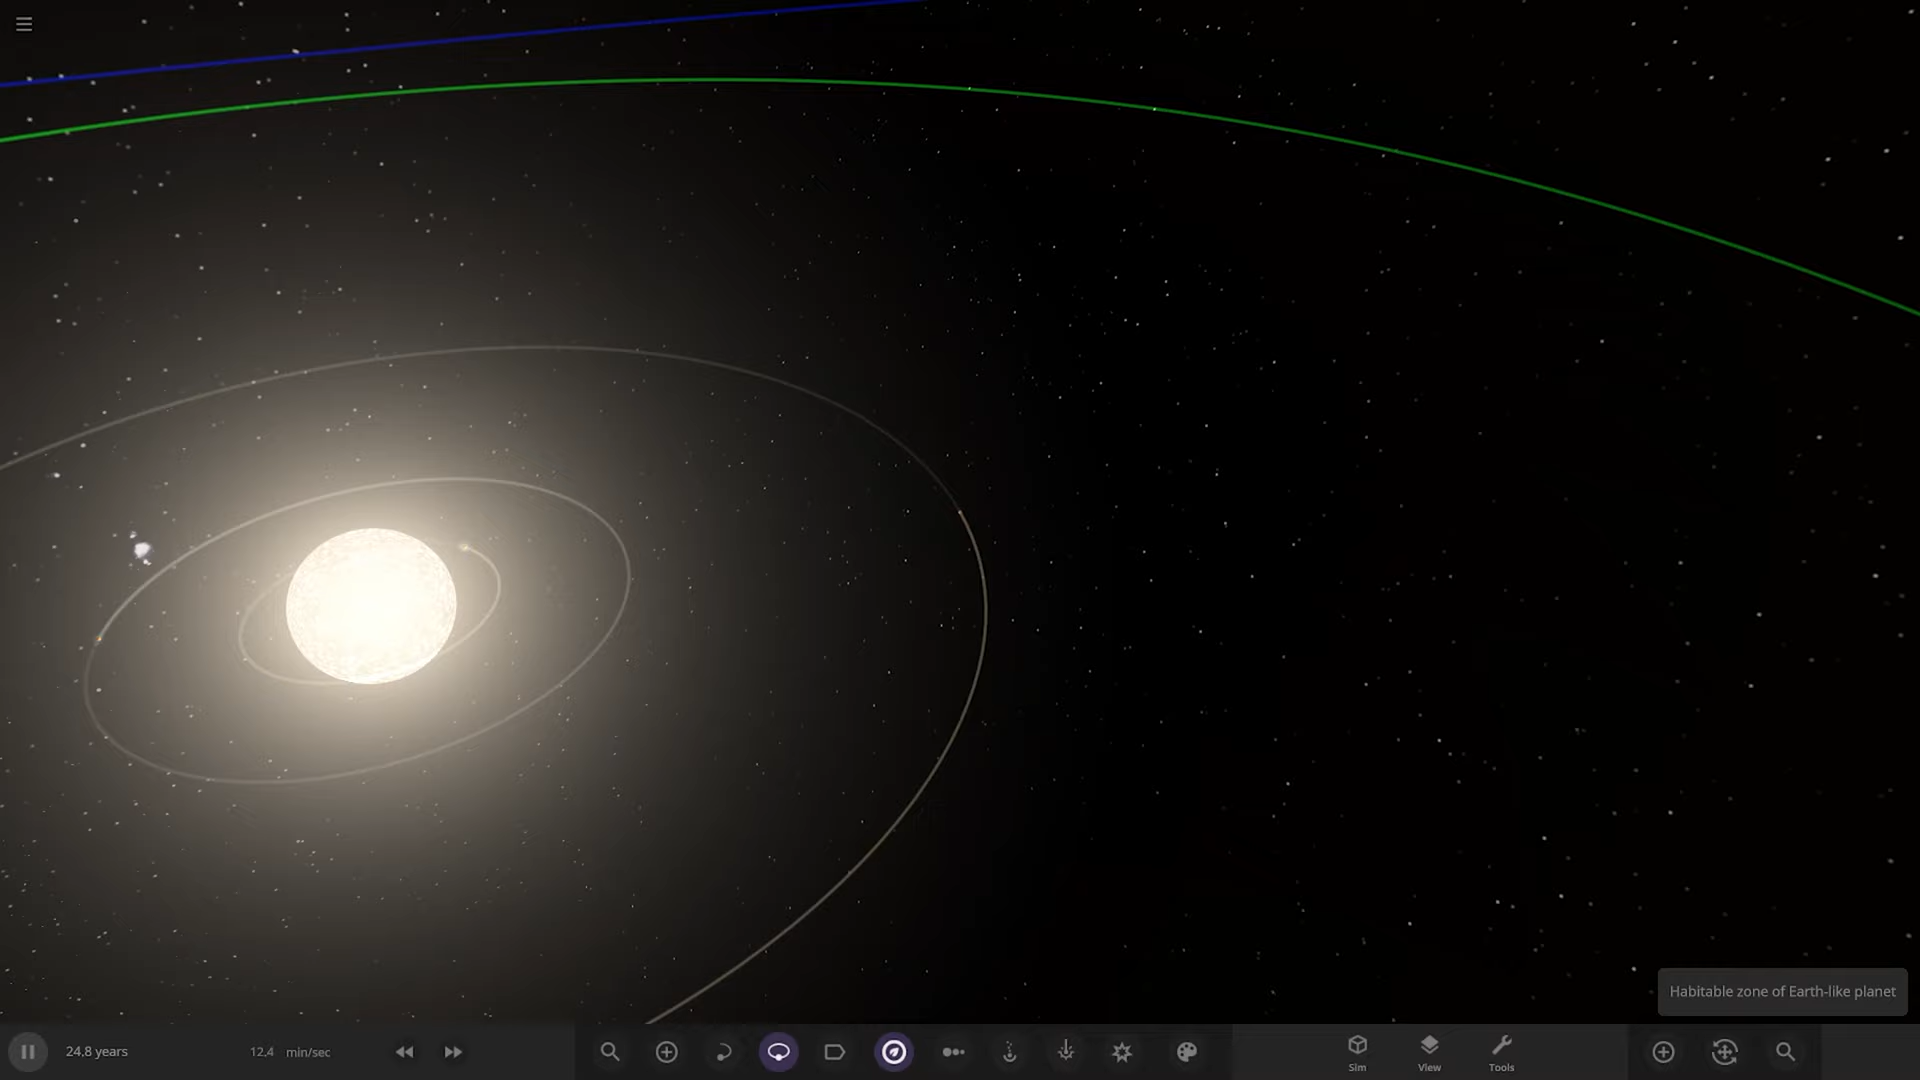 Habitable zone of Earth-like planet
24.8 years
12.4 min/sec
Sim
View
Tools